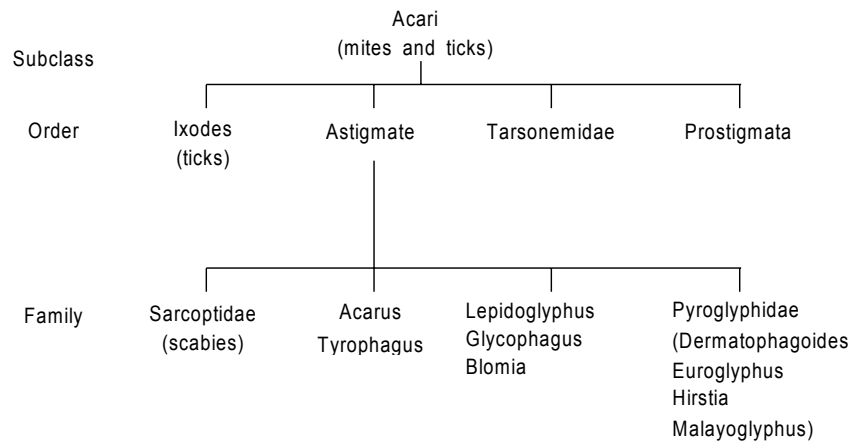 Acari
(mites and ticks)
Subclass
Order
Ixodes
(ticks)
Astigmate
Tarsonemidae
Prostigmata
Family
Sarcoptidae
(scabies)
Acarus
Tyrophagus
Lepidoglyphus
Glycophagus
Blomia
Pyroglyphidae
(Dermatophagoides
Euroglyphus
Hirstia
Malayoglyphus)